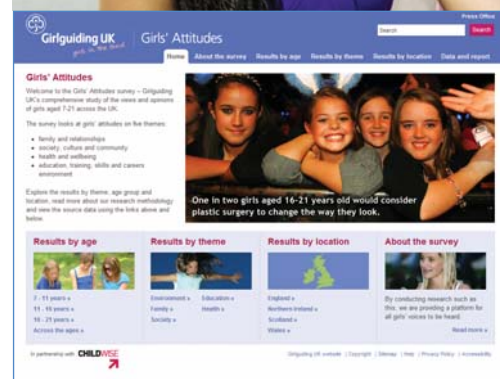 Press Office
Girlguiding UK
girls in the lead
Girls' Attitudes
Search
Search
Home
About the survey
Results by age
Results by theme
Results by location
Data and report
Girls' Attitudes
Welcome to the Girls' Attitudes survey – Girlguiding
UK's comprehensive study of the views and opinions
of girls aged 7-21 across the UK.
The survey looks at girls' attitudes on five themes:
• family and relationships
• society, culture and community
• health and wellbeing
• education, training, skills and careers
environment
Explore the results by theme, age group and
location, read more about our research methodology
and view the source data using the links above and
below.
One in two girls aged 16-21 years old would consider
plastic surgery to change the way they look.
Results by age
7 - 11 years »
11 - 16 years »
16 - 21 years »
Across the ages »
Results by theme
Environment »
Education »
Family »
Health »
Society »
Results by location
England »
Northern Ireland »
Scotland »
Wales »
About the survey
By conducting research such as
this, we are providing a platform for
all girls' voices to be heard.
Read more »
In partnership with CHILDWISE
Girlguiding UK website | Copyright | Sitemap | Help | Privacy Policy | Accessibility